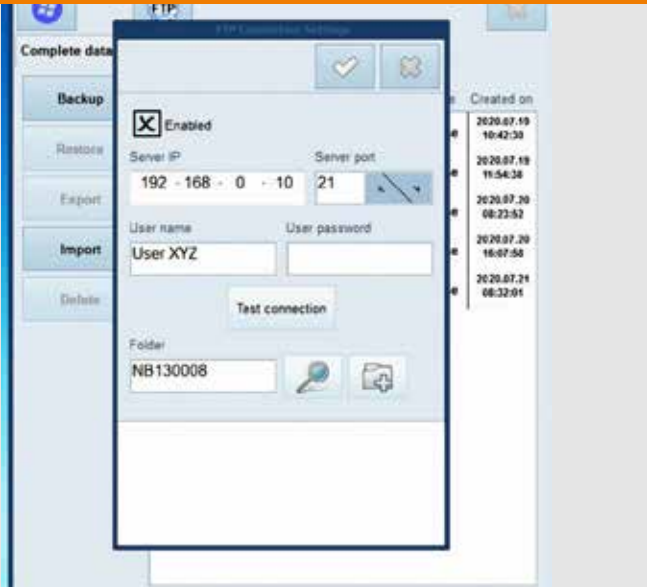 FTP
FTP Connection Settings
Complete data
Backup
Restore
Export
Import
Delete
Enabled
Server IP
Server port
192 . 168 . 0 . 10
21
User name
User password
User XYZ
Test connection
Folder
NB130008
Created on
2020.07.19
10:42:30
2020.07.19
11:54:38
2020.07.20
08:23:52
2020.07.20
16:07:58
2020.07.21
08:32:01